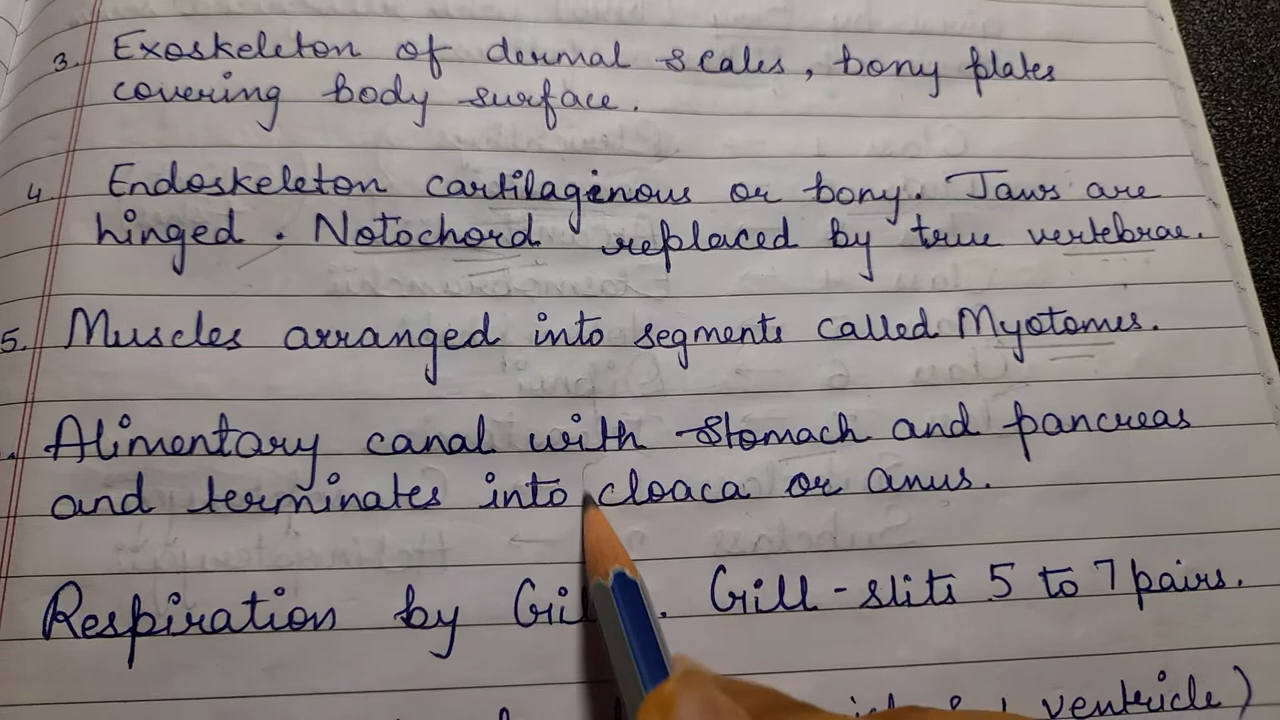 3. Exoskeleton of dermal scales, bony plates
covering body surface.
4. Endoskeleton cartilagenous or bony. Jaws are
hinged. Notochord replaced by true vertebrae.
5. Muscles arranged into segments called Myotomes.
. Alimentary canal with stomach and pancreas
and terminates into cloaca or anus.
Respiration by . Gill-slits 5 to 7 pairs.
ventricle)